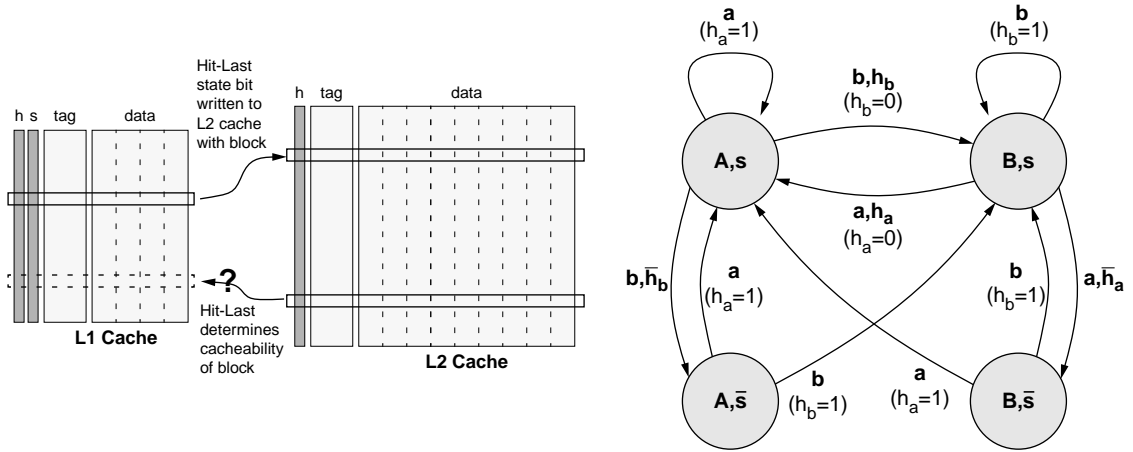 Hit-Last
state bit
written to
L2 cache
with block
h s tag data
h tag data
?
Hit-Last
determines
cacheability
of block
L1 Cache
L2 Cache
a
(h_a=1)
b
(h_b=1)
b,h_b
(h_b=0)
A,s
B,s
a,h_a
(h_a=0)
b,h̅_b
a
(h_a=1)
b
(h_b=1)
a,h̅_a
A,s̅
b
(h_b=1)
a
(h_a=1)
B,s̅